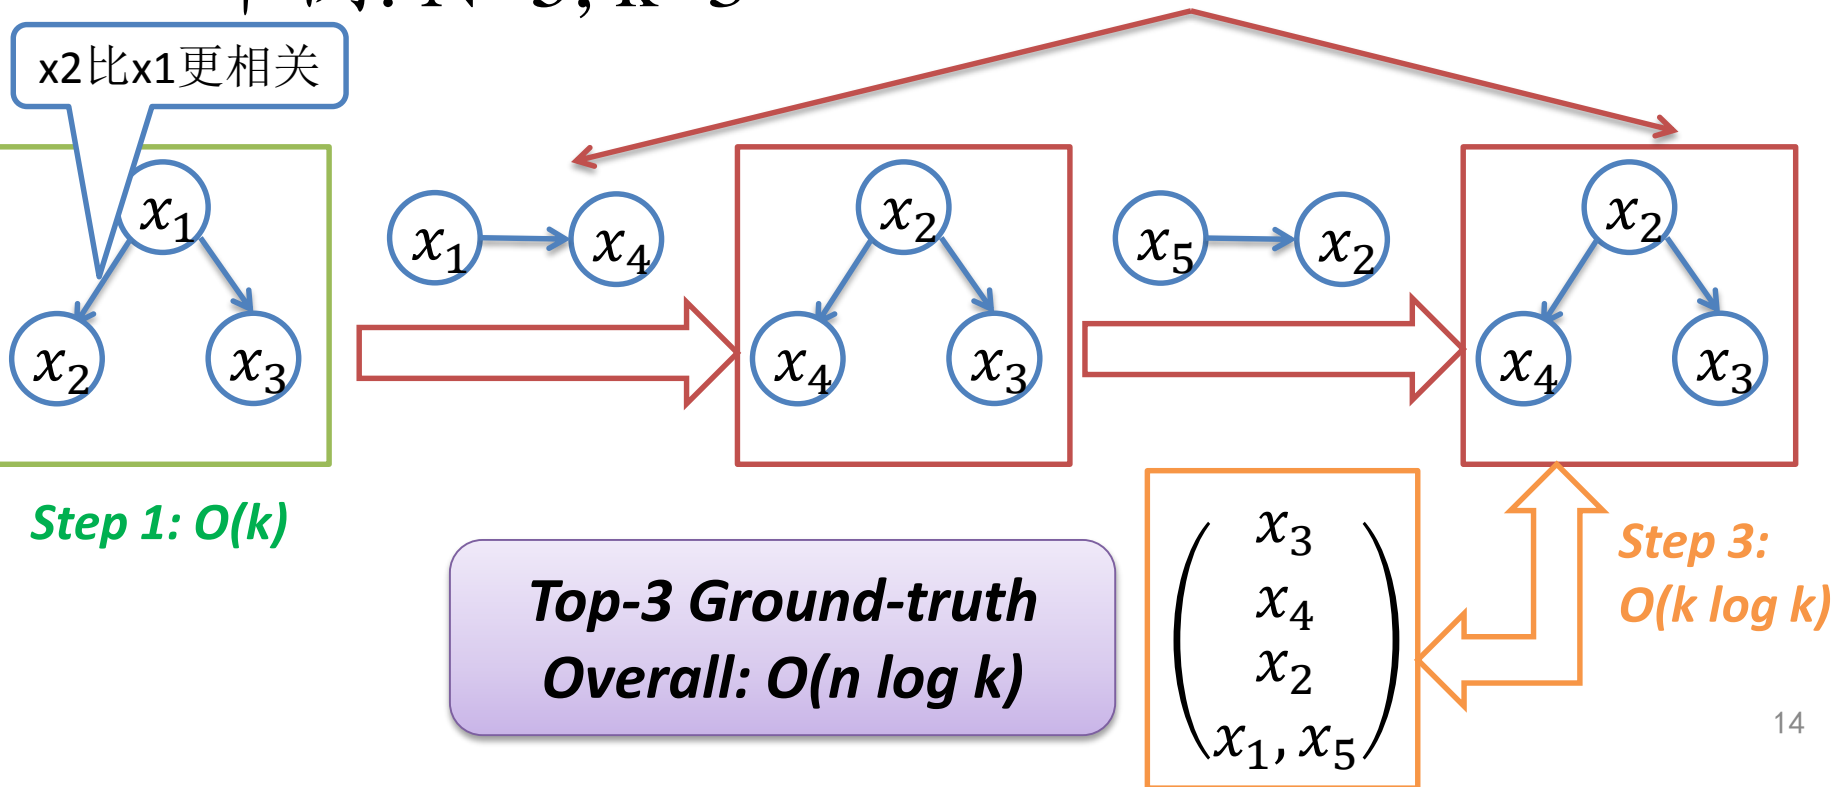 : N=5, k=3
x2比x1更相关
x₁
x₂ x₃
x₁ x₄
x₂
x₄ x₃
x₅ x₂
x₂
x₄ x₃
Step 1: O(k)
Top-3 Ground-truth
Overall: O(n log k)
x₃
x₄
x₂
x₁, x₅
Step 3:
O(k log k)
14